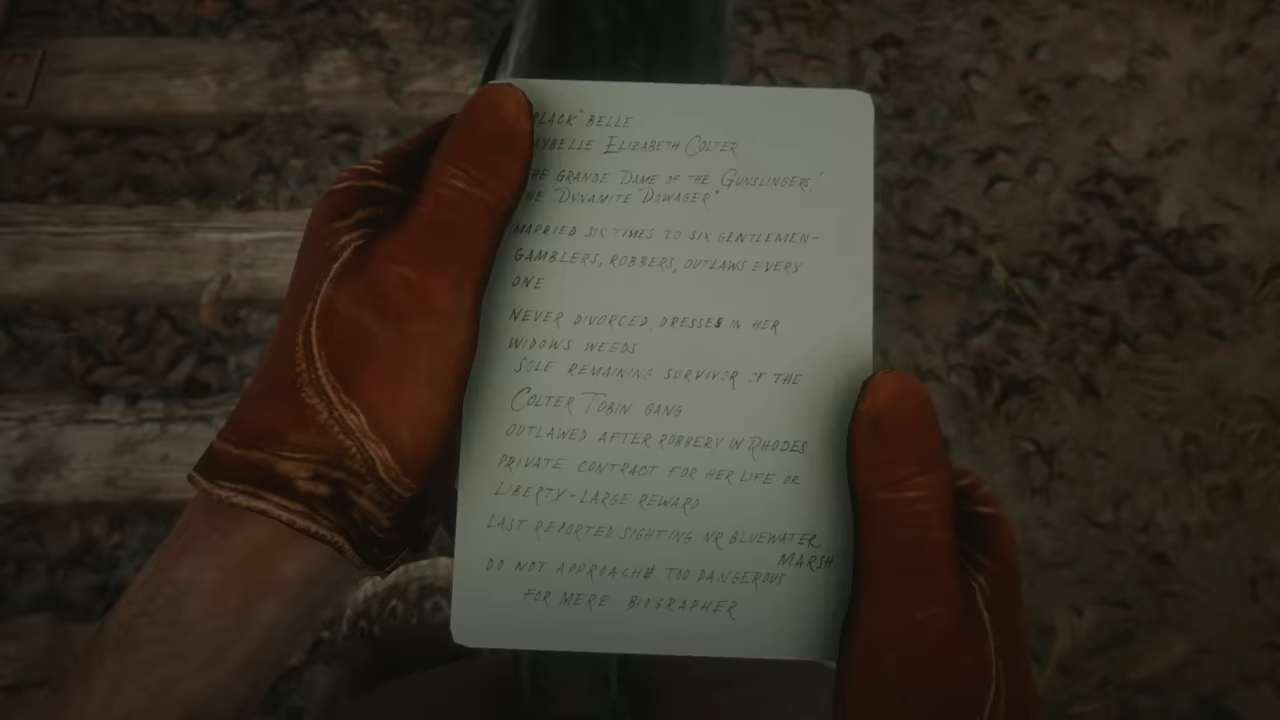 BLACK" BELLE
AYBELLE ELIZABETH COLTER
HE GRANDE DAME OF THE GUNSLINGERS!
HE "DYNAMITE DOWAGER"
MARRIED SIX TIMES TO SIX GENTLEMEN-
GAMBLERS, ROBBERS, OUTLAWS EVERY
ONE
NEVER DIVORCED, DRESSES IN HER
WIDOWS WEEDS
SOLE REMAINING SURVIVOR OF THE
COLTER TOBIN GANG
OUTLAWED AFTER ROBBERY IN RHODES
PRIVATE CONTRACT FOR HER LIFE OR
LIBERTY-LARGE REWARD
LAST REPORTED SIGHTING NR BLUEWATER
MARSH
DO NOT APPROACH TOO DANGEROUS
FOR MERE BIOGRAPHER